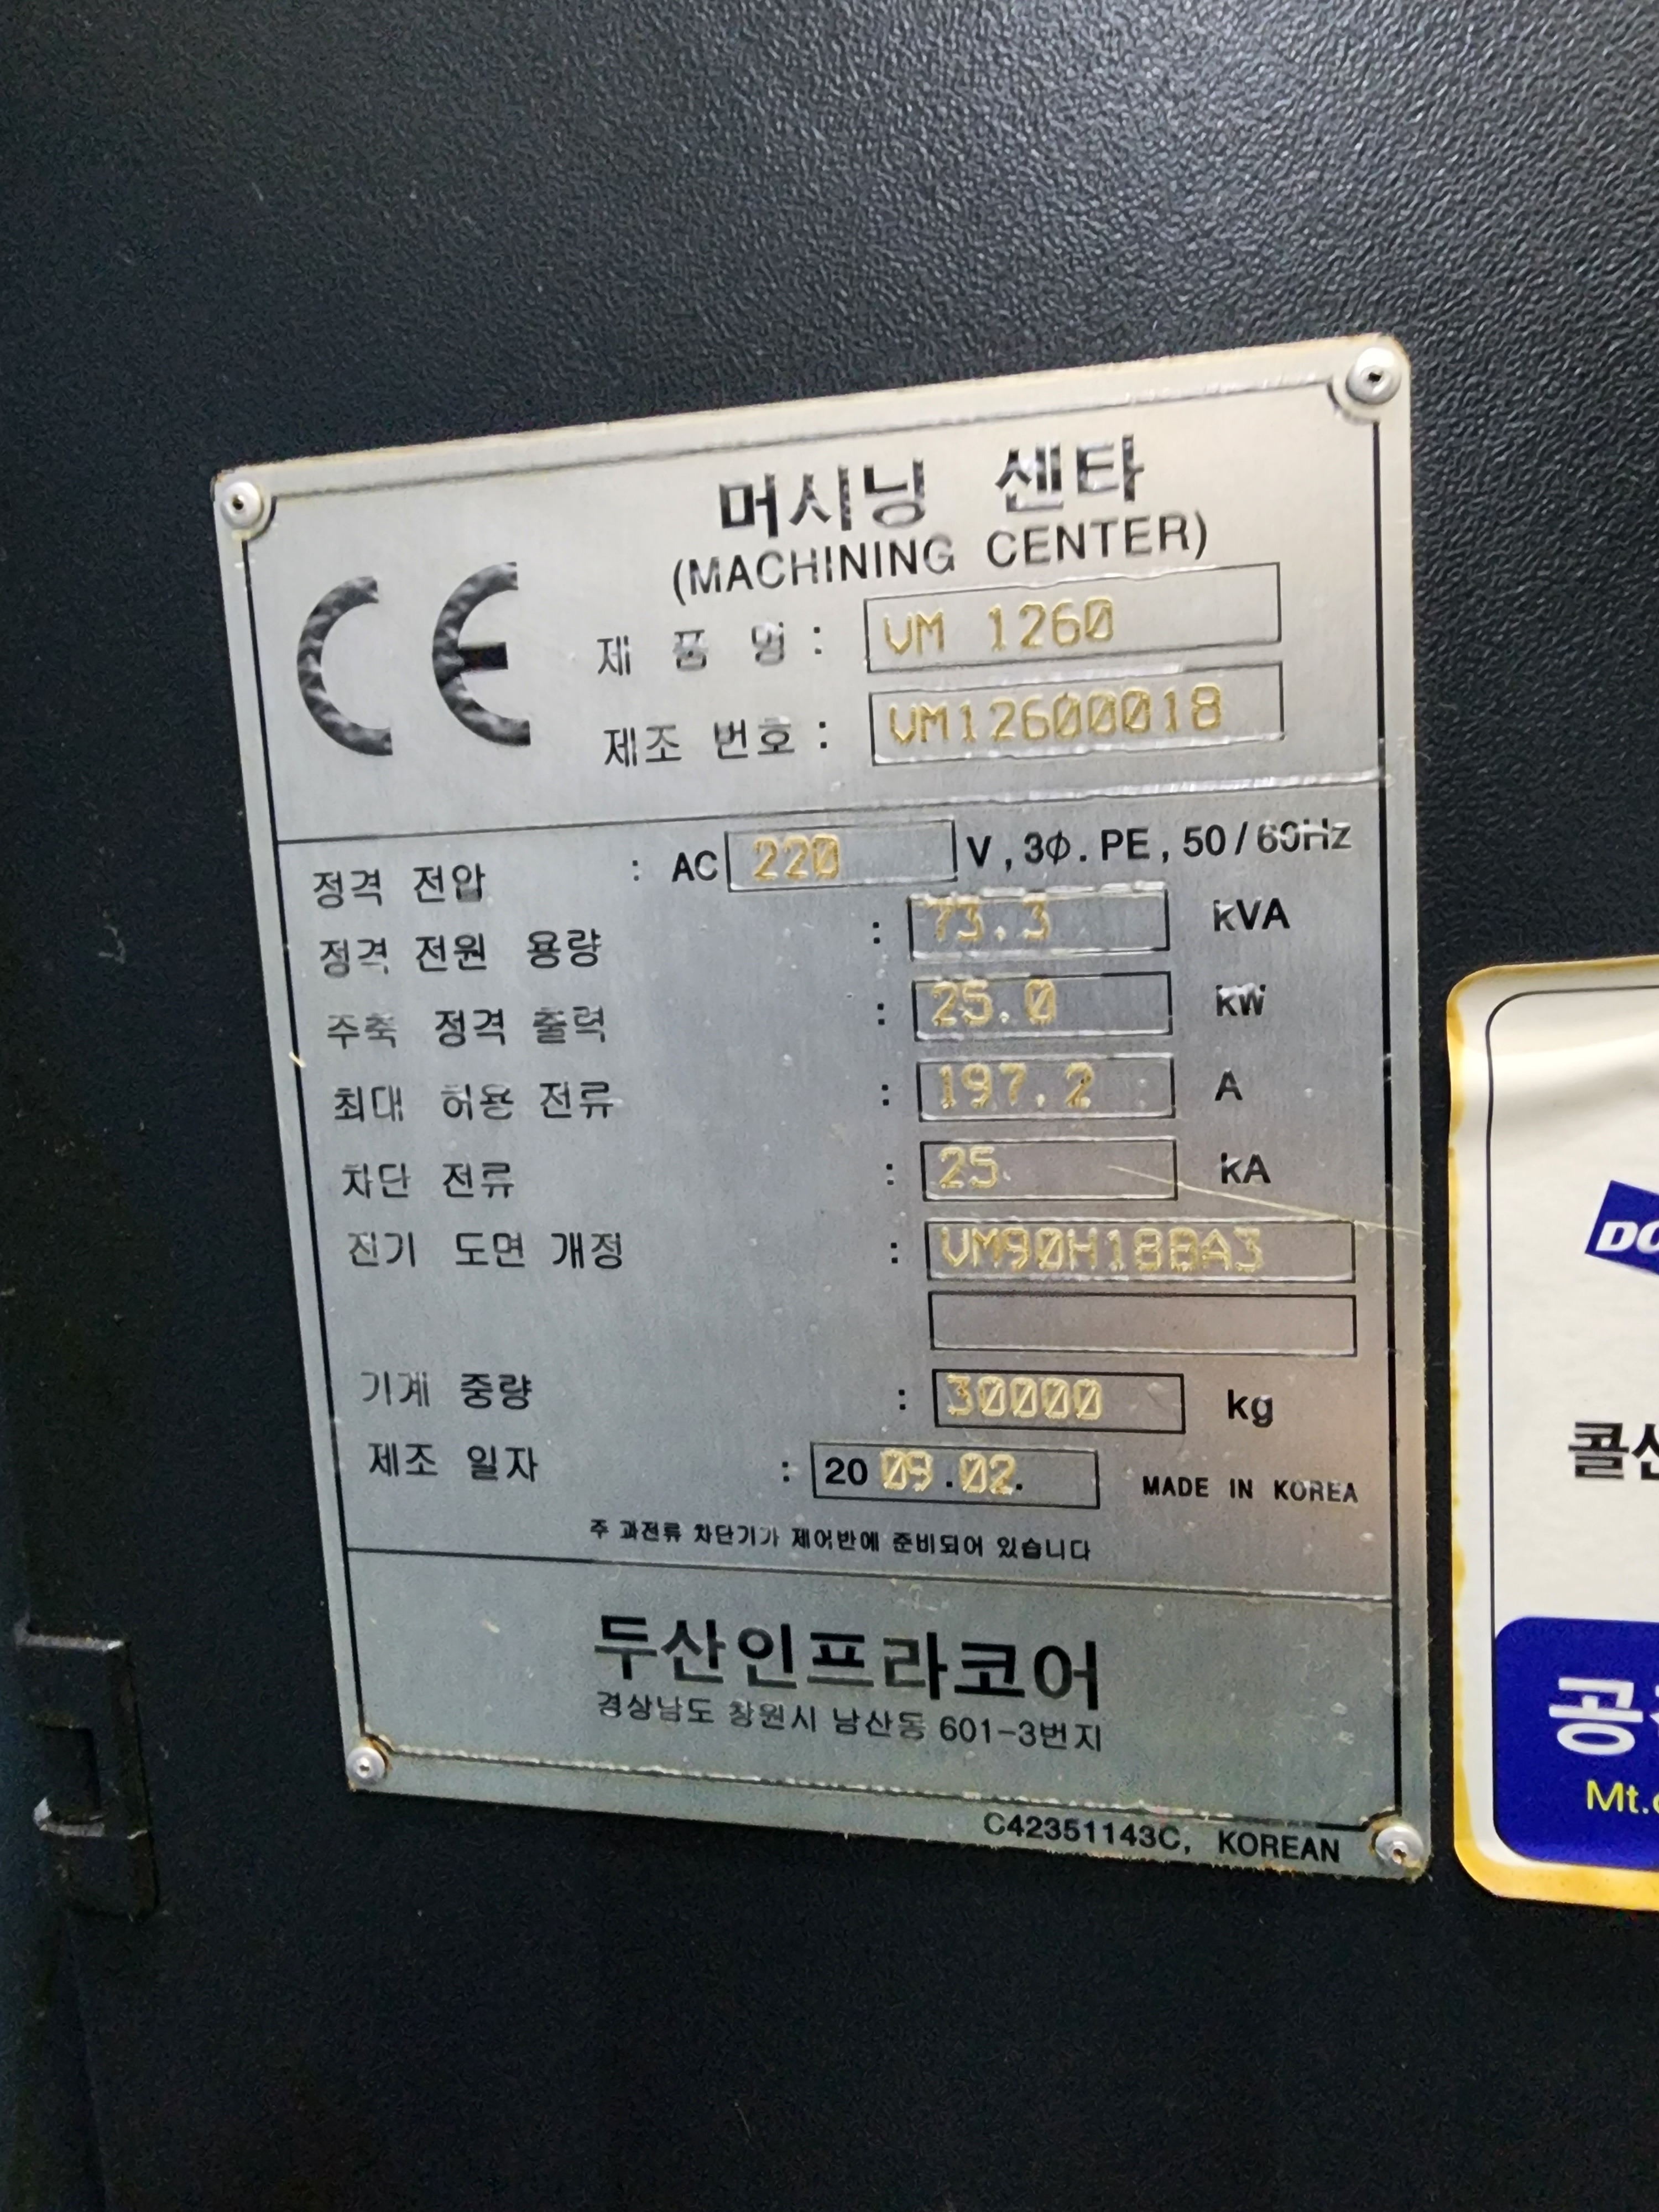 CE
머시닝 센타
(MACHINING CENTER)
제 품 명 : VM 1260
제조 번호 : VM12600018
정격 전압 : AC 220 V , 3Φ . PE , 50 / 60Hz
정격 전원 용량 : 73.3 kVA
주축 정격 출력 : 25.0 kW
최대 허용 전류 : 197.2 A
차단 전류 : 25 kA
전기 도면 개정 : VM90H18BA3
기계 중량 : 30000 kg
제조 일자 : 20 09 . 02. MADE IN KOREA
주 과전류 차단기가 제어반에 준비되어 있습니다
두산인프라코어
경상남도 창원시 남산동 601-3번지
C42351143C, KOREAN